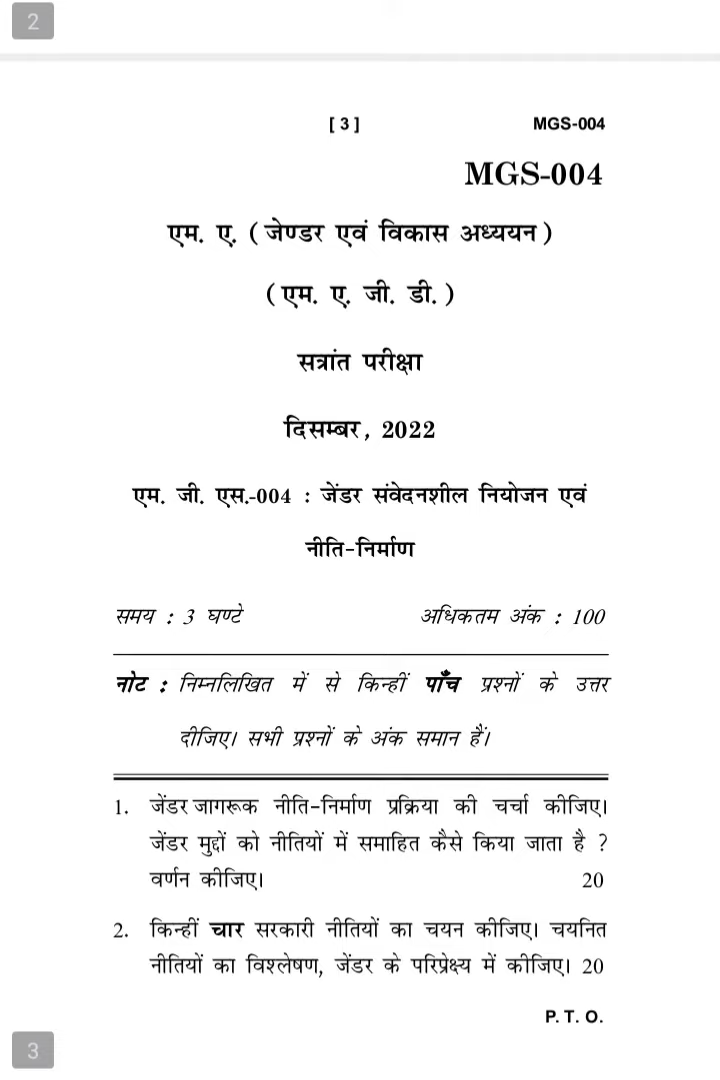 2
[ 3 ] MGS-004
MGS-004
एम. ए. ( जेण्डर एवं विकास अध्ययन )
( एम. ए. जी. डी. )
सत्रांत परीक्षा
दिसम्बर, 2022
एम. जी. एस.-004 : जेंडर संवेदनशील नियोजन एवं
नीति-निर्माण
समय : 3 घण्टे अधिकतम अंक : 100
नोट : निम्नलिखित में से किन्हीं पाँच प्रश्नों के उत्तर
दीजिए। सभी प्रश्नों के अंक समान हैं।
1. जेंडर जागरूक नीति-निर्माण प्रक्रिया की चर्चा कीजिए।
जेंडर मुद्दों को नीतियों में समाहित कैसे किया जाता है ?
वर्णन कीजिए। 20
2. किन्हीं चार सरकारी नीतियों का चयन कीजिए। चयनित
नीतियों का विश्लेषण, जेंडर के परिप्रेक्ष्य में कीजिए। 20
P. T. O.
3